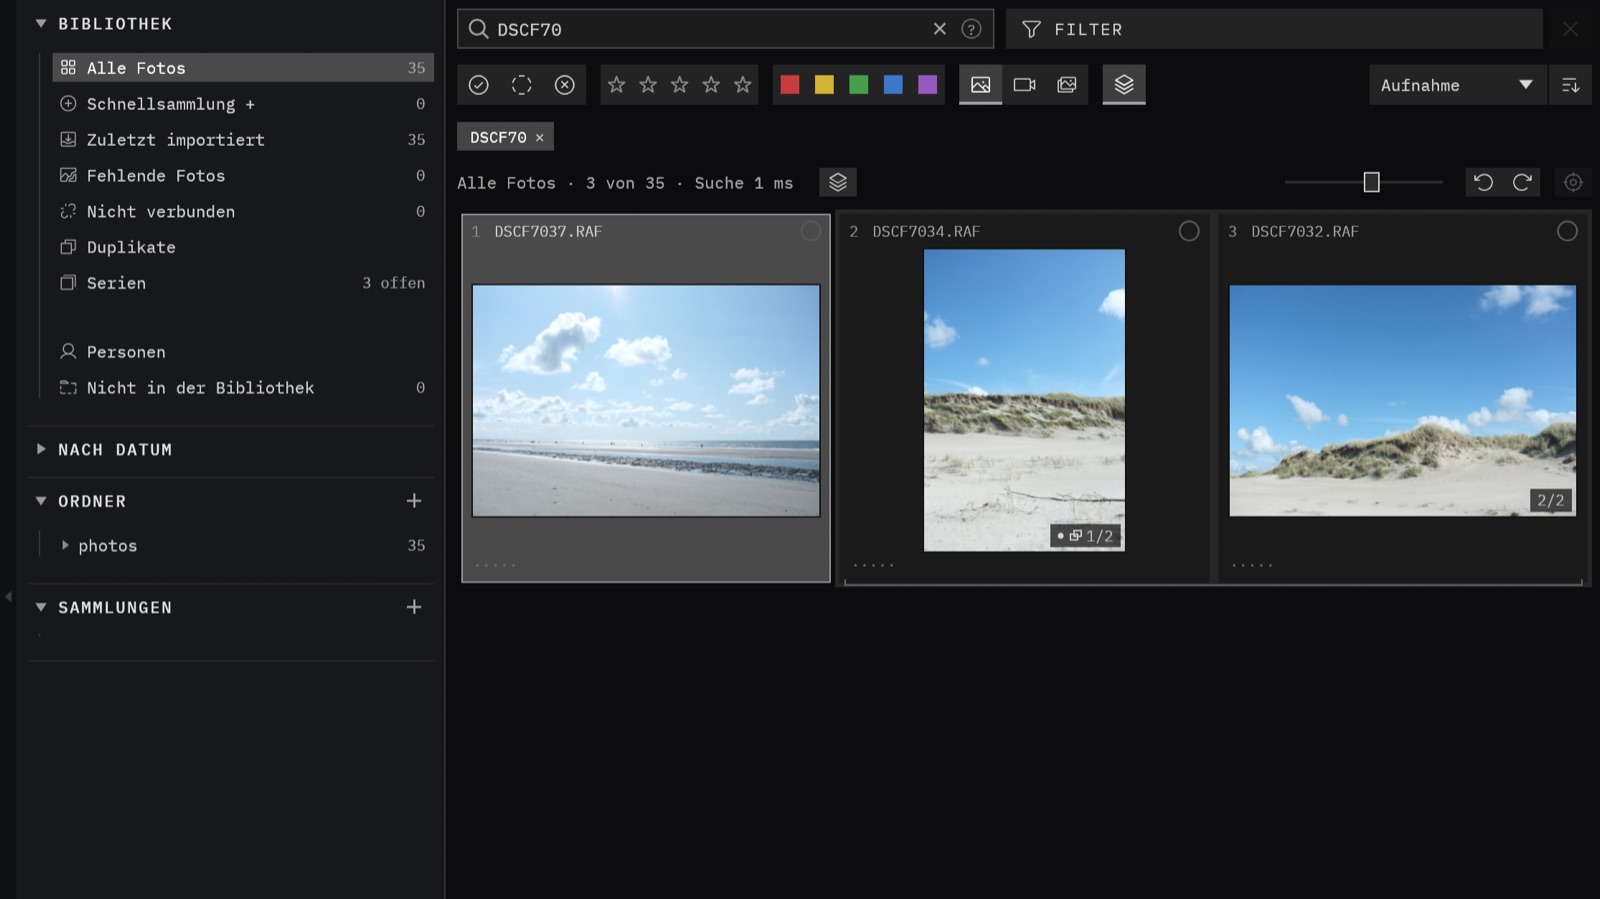 BIBLIOTHEK
Alle Fotos 35
Schnellsammlung + 0
Zuletzt importiert 35
Fehlende Fotos 0
Nicht verbunden 0
Duplikate
Serien 3 offen
Personen
Nicht in der Bibliothek 0
NACH DATUM
ORDNER +
photos 35
SAMMLUNGEN +
DSCF70
FILTER
Aufnahme
DSCF70 ×
Alle Fotos · 3 von 35 · Suche 1 ms
1 DSCF7037.RAF
2 DSCF7034.RAF
1/2
3 DSCF7032.RAF
2/2